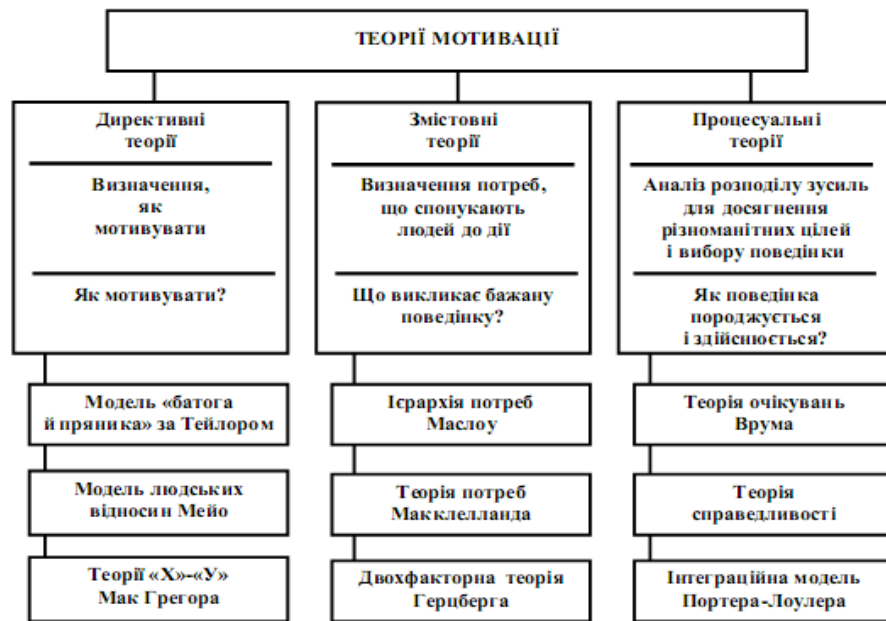 ТЕОРІЇ МОТИВАЦІЇ
Директивні
теорії
Визначення,
як
мотивувати
Як мотивувати?
Модель «батога
й пряника» за Тейлором
Модель людських
відносин Мейо
Теорії «Х»-«У»
Мак Грегора
Змістовні
теорії
Визначення потреб,
що спонукають
людей до дії
Що викликає бажану
поведінку?
Ієрархія потреб
Маслоу
Теорія потреб
Макклелланда
Двохфакторна теорія
Герцберга
Процесуальні
теорії
Аналіз розподілу зусиль
для досягнення
різноманітних цілей
і вибору поведінки
Як поведінка
породжується
і здійснюється?
Теорія очікувань
Врума
Теорія
справедливості
Інтеграційна модель
Портера-Лоулера